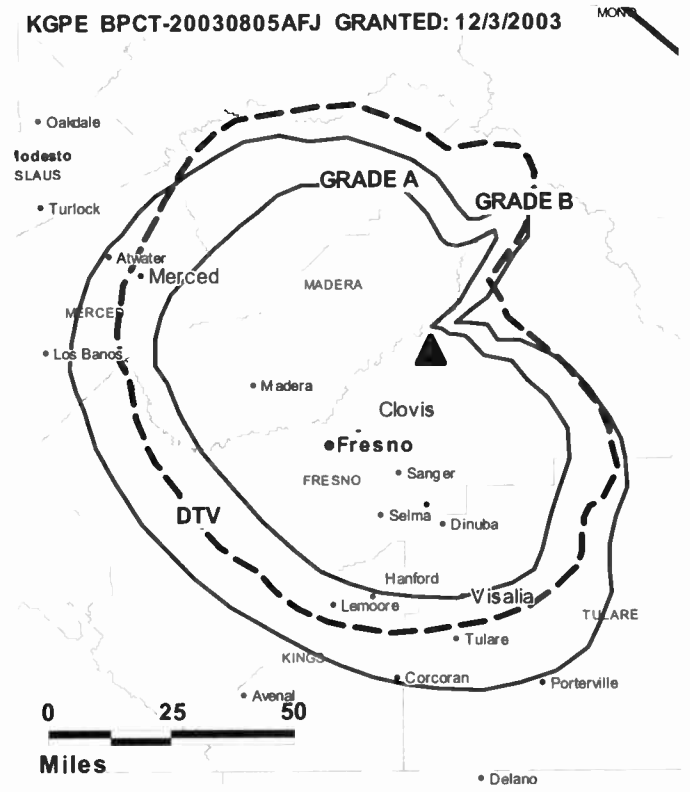 MONO
KGPE BPCT-20030805AFJ GRANTED: 12/3/2003
Oakdale
Modesto
SLAUS
GRADE A
GRADE B
Turlock
Atwater
Merced
MADERA
MERCED
Los Banos
Madera
Clovis
Fresno
Sanger
FRESNO
Selma
DTV
Dinuba
Hanford
Visalia
Lemoore
TULARE
Tulare
KINGS
Corcoran
Porterville
Avenal
0 25 50
Miles
Delano